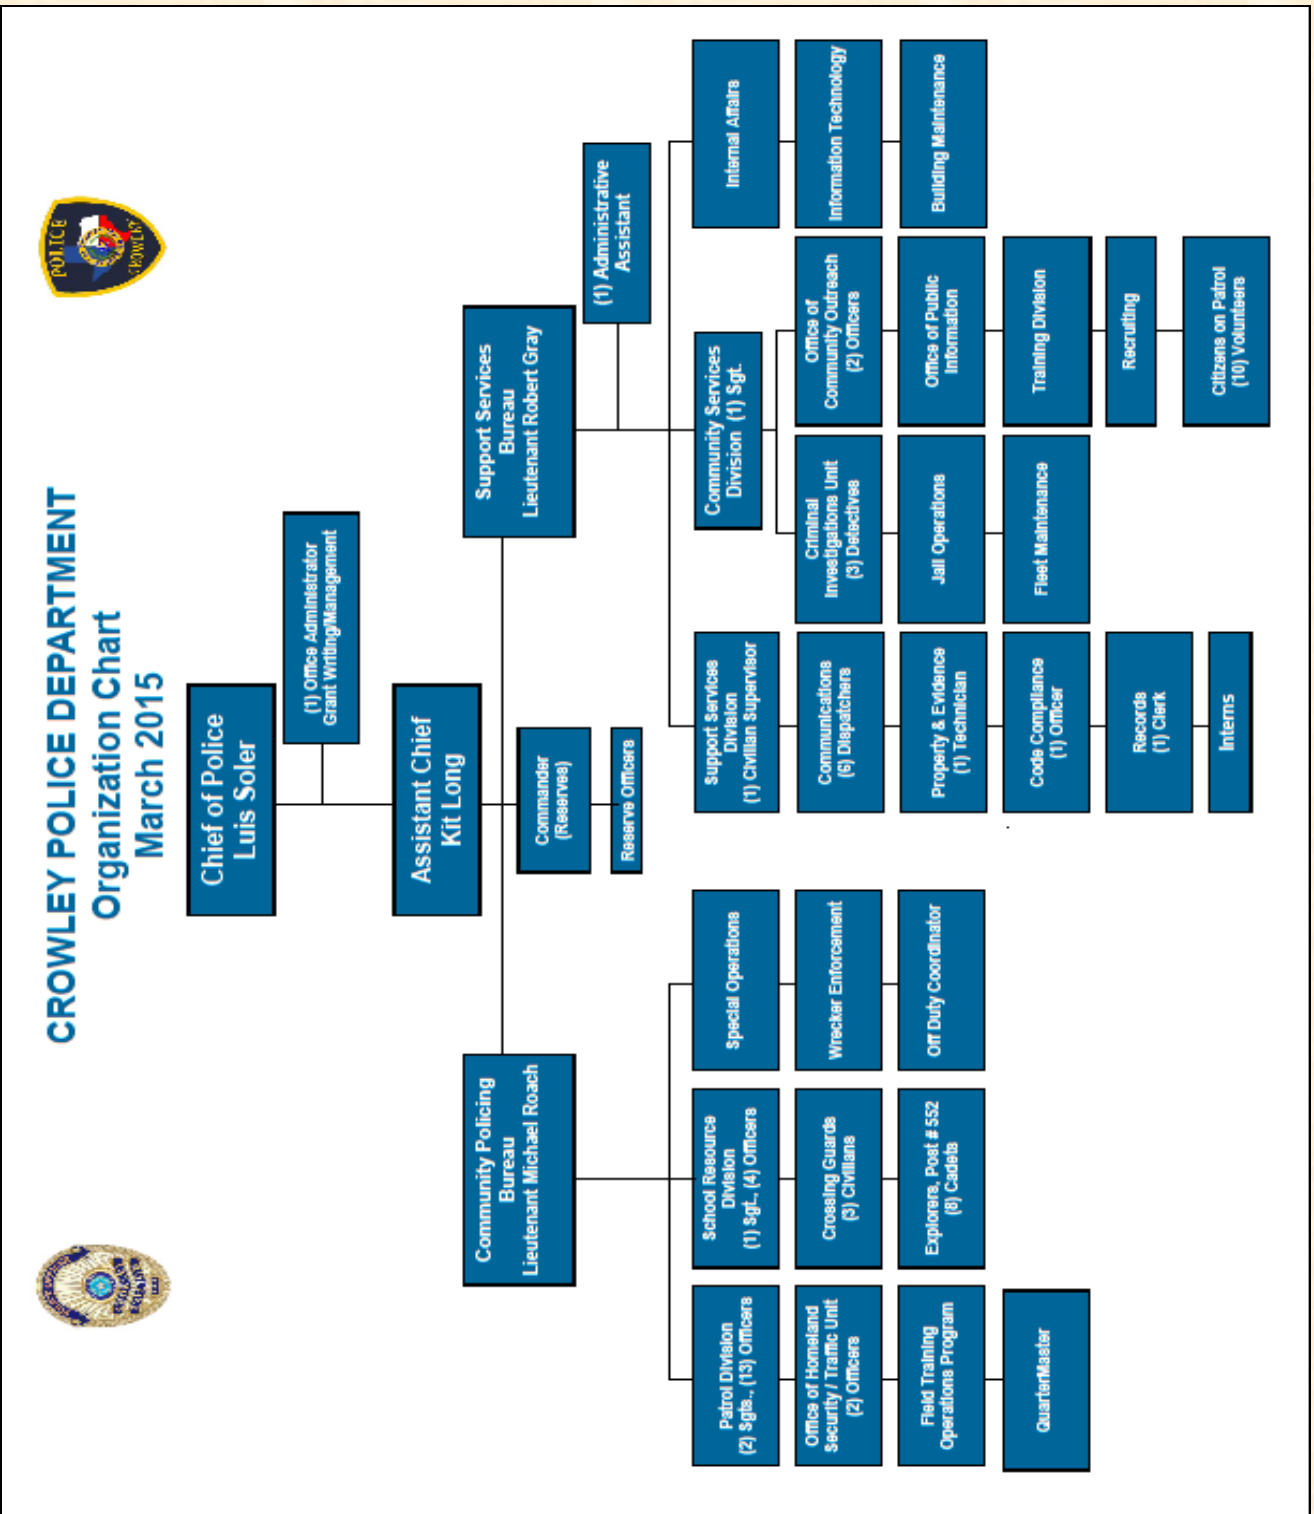 CROWLEY POLICE DEPARTMENT
Organization Chart
March 2015
POLICE
CROWLEY
Chief of Police
Luis Soler
(1) Office Administrator
Grant Writing/Management
Assistant Chief
Kit Long
Commander
(Reserves)
Reserve Officers
Community Policing
Bureau
Lieutenant Michael Roach
Support Services
Bureau
Lieutenant Robert Gray
(1) Administrative
Assistant
Patrol Division
(2) Sgts., (13) Officers
Office of Homeland
Security / Traffic Unit
(2) Officers
Field Training
Operations Program
QuarterMaster
School Resource
Division
(1) Sgt., (4) Officers
Crossing Guards
(3) Civilians
Explorers, Post # 552
(8) Cadets
Special Operations
Wrecker Enforcement
Off Duty Coordinator
Support Services
Division
(1) Civilian Supervisor
Communications
(6) Dispatchers
Property & Evidence
(1) Technician
Code Compliance
(1) Officer
Records
(1) Clerk
Interns
Community Services
Division (1) Sgt.
Criminal
Investigations Unit
(3) Detectives
Jail Operations
Fleet Maintenance
Office of
Community Outreach
(2) Officers
Office of Public
Information
Training Division
Recruiting
Citizens on Patrol
(10) Volunteers
Internal Affairs
Information Technology
Building Maintenance